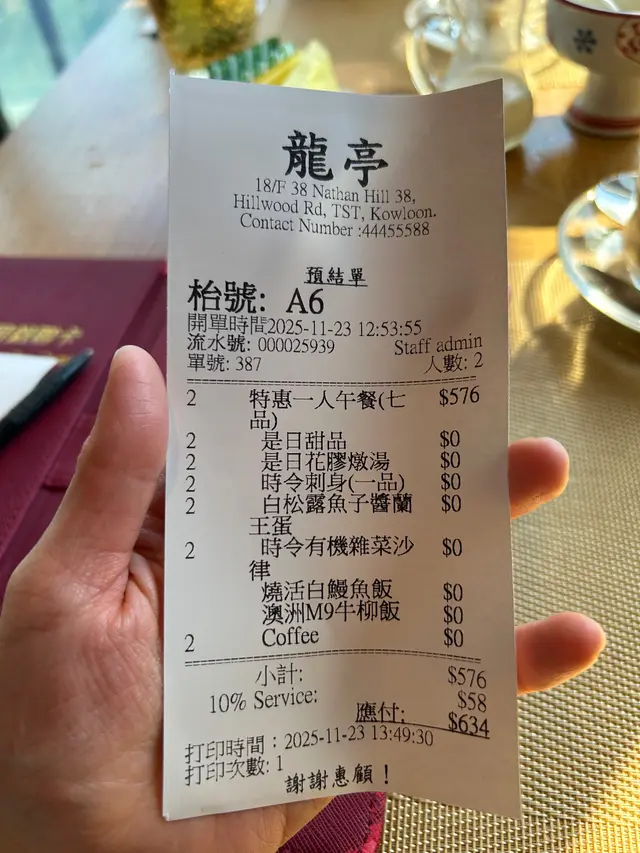 龍亭
18/F 38 Nathan Hill 38,
Hillwood Rd, TST, Kowloon.
Contact Number :44455588
預結單
枱號: A6
開單時間2025-11-23 12:53:55
流水號: 000025939 Staff admin
單號: 387 人數: 2
2 特惠一人午餐(七 $576
品)
2 是日甜品 $0
2 是日花膠燉湯 $0
2 時令刺身(一品) $0
2 白松露魚子醬蘭 $0
王蛋
2 時令有機雜菜沙 $0
律
燒活白鰻魚飯 $0
澳洲M9牛柳飯 $0
2 Coffee $0
小計: $576
10% Service: $58
應付: $634
打印時間：2025-11-23 13:49:30
打印次數: 1
謝謝惠顧！